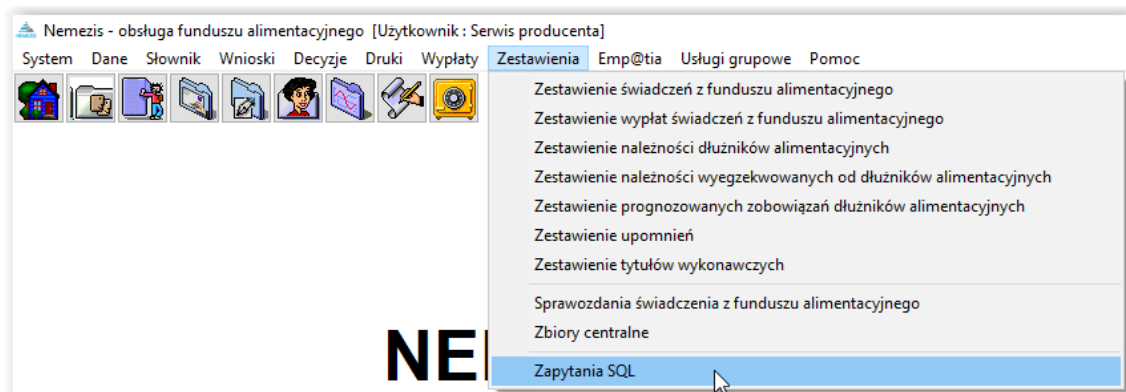 Nemezis - obsługa funduszu alimentacyjnego [Użytkownik : Serwis producenta]
System Dane Słownik Wnioski Decyzje Druki Wypłaty Zestawienia Emp@tia Usługi grupowe Pomoc
Zestawienie świadczeń z funduszu alimentacyjnego
Zestawienie wypłat świadczeń z funduszu alimentacyjnego
Zestawienie należności dłużników alimentacyjnych
Zestawienie należności wyegzekwowanych od dłużników alimentacyjnych
Zestawienie prognozowanych zobowiązań dłużników alimentacyjnych
Zestawienie upomnień
Zestawienie tytułów wykonawczych
Sprawozdania świadczenia z funduszu alimentacyjnego
Zbiory centralne
NE
Zapytania SQL